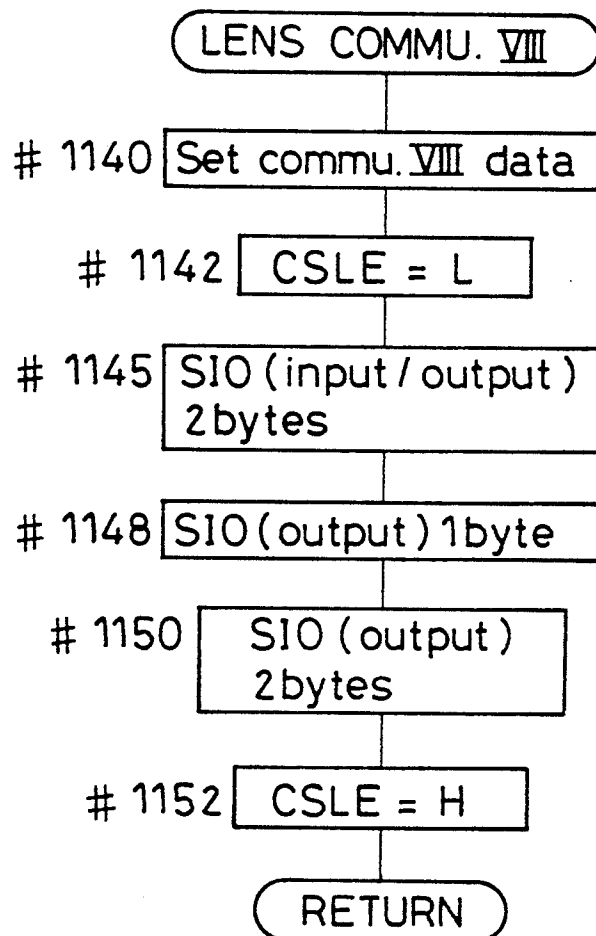 LENS COMMU. VIII
# 1140 Set commu. VIII data
# 1142 CSLE = L
# 1145 SIO (input / output)
2bytes
# 1148 SIO (output) 1byte
# 1150 SIO (output)
2bytes
# 1152 CSLE = H
RETURN